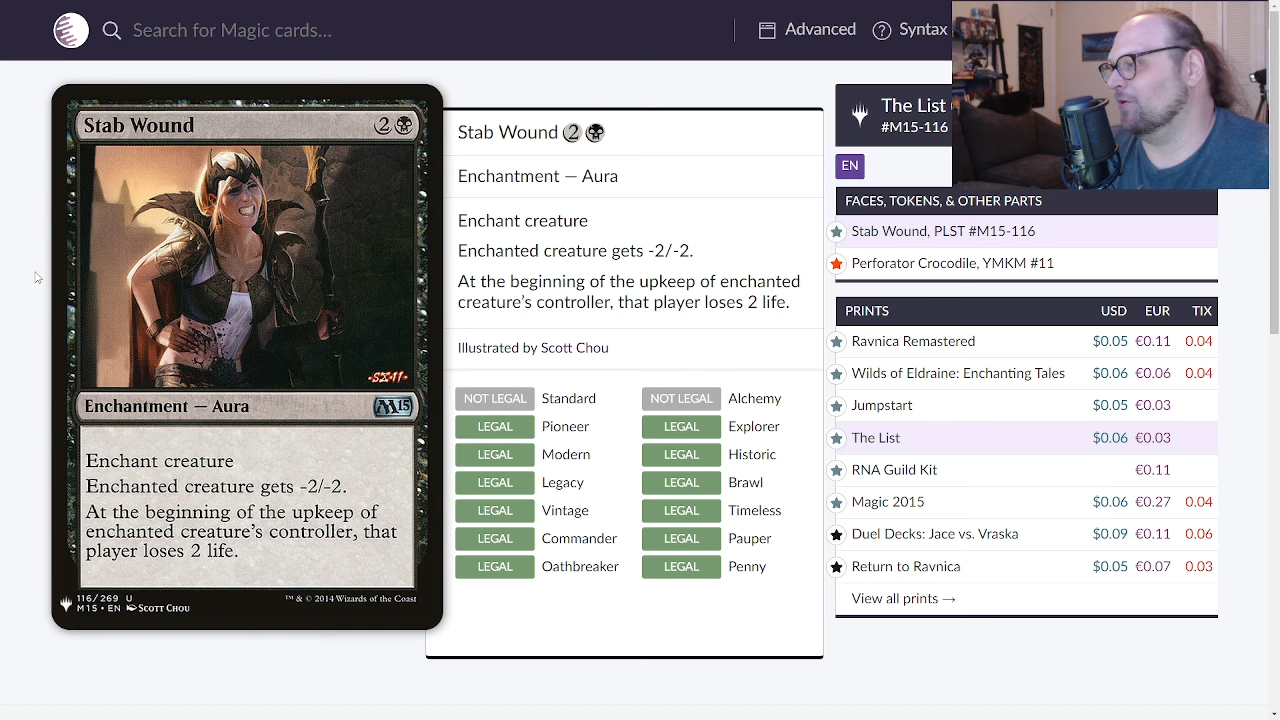 Search for Magic cards...
Advanced
Syntax
Stab Wound 2
SX·11
Enchantment — Aura
M15
Enchant creature
Enchanted creature gets -2/-2.
At the beginning of the upkeep of
enchanted creature's controller, that
player loses 2 life.
116/269 U
M15 • EN Scott Chou
™ & © 2014 Wizards of the Coast
Stab Wound 2
Enchantment — Aura
Enchant creature
Enchanted creature gets -2/-2.
At the beginning of the upkeep of enchanted
creature's controller, that player loses 2 life.
Illustrated by Scott Chou
NOT LEGAL Standard NOT LEGAL Alchemy
LEGAL Pioneer LEGAL Explorer
LEGAL Modern LEGAL Historic
LEGAL Legacy LEGAL Brawl
LEGAL Vintage LEGAL Timeless
LEGAL Commander LEGAL Pauper
LEGAL Oathbreaker LEGAL Penny
The List
#M15-116
EN
FACES, TOKENS, & OTHER PARTS
Stab Wound, PLST #M15-116
Perforator Crocodile, YMKM #11
PRINTS USD EUR TIX
Ravnica Remastered $0.05 €0.11 0.04
Wilds of Eldraine: Enchanting Tales $0.06 €0.06 0.04
Jumpstart $0.05 €0.03
The List $0.06 €0.03
RNA Guild Kit €0.11
Magic 2015 $0.06 €0.27 0.04
Duel Decks: Jace vs. Vraska $0.09 €0.11 0.06
Return to Ravnica $0.05 €0.07 0.03
View all prints →